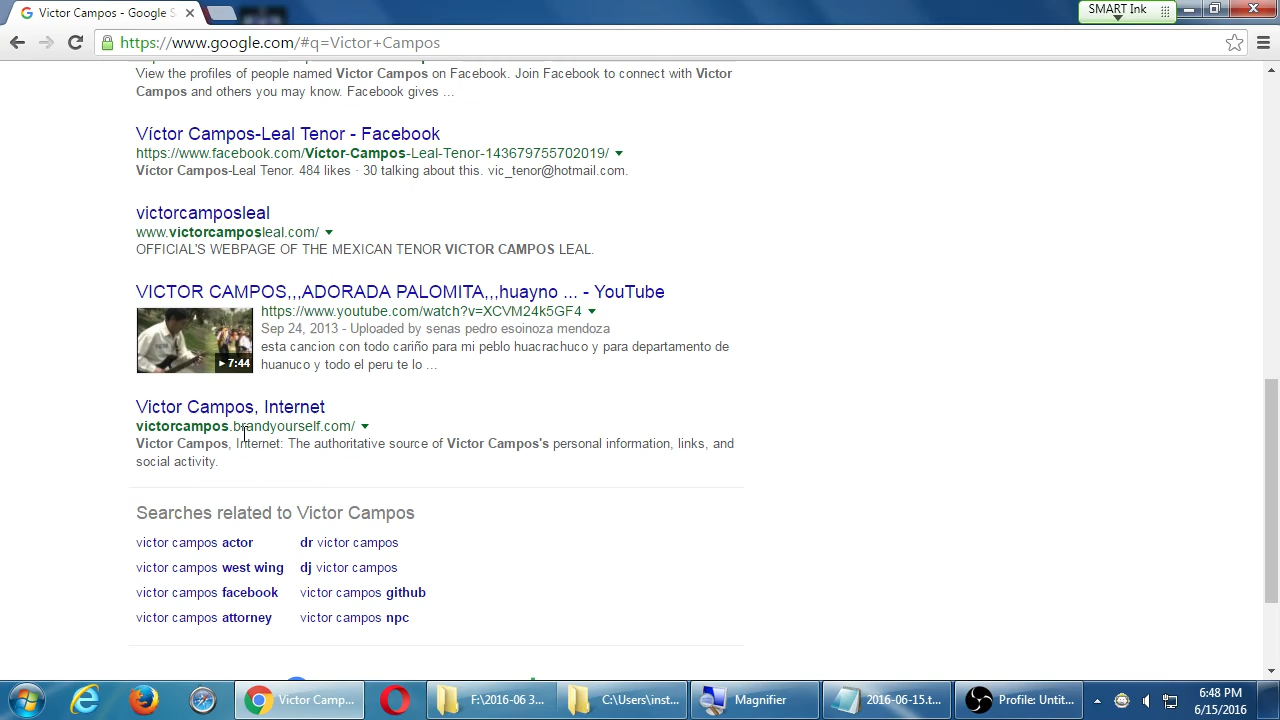 Victor Campos - Google S
SMART Ink
https://www.google.com/#q=Victor+Campos
View the profiles of people named Victor Campos on Facebook. Join Facebook to connect with Victor
Campos and others you may know. Facebook gives ...
Víctor Campos-Leal Tenor - Facebook
https://www.facebook.com/Víctor-Campos-Leal-Tenor-143679755702019/
Víctor Campos-Leal Tenor. 484 likes · 30 talking about this. vic_tenor@hotmail.com.
victorcamposleal
www.victorcamposleal.com/
OFFICIAL'S WEBPAGE OF THE MEXICAN TENOR VICTOR CAMPOS LEAL.
VICTOR CAMPOS,,,ADORADA PALOMITA,,,huayno ... - YouTube
https://www.youtube.com/watch?v=XCVM24k5GF4
Sep 24, 2013 - Uploaded by senas pedro esoinoza mendoza
esta cancion con todo cariño para mi peblo huacrachuco y para departamento de
huanuco y todo el peru te lo ...
7:44
Victor Campos, Internet
victorcampos.brandyourself.com/
Victor Campos, Internet: The authoritative source of Victor Campos's personal information, links, and
social activity.
Searches related to Victor Campos
victor campos actor
dr victor campos
victor campos west wing
dj victor campos
victor campos facebook
victor campos github
victor campos attorney
victor campos npc
Victor Camp...
F:\2016-06 3...
C:\Users\inst...
Magnifier
2016-06-15.t...
Profile: Untit...
6:48 PM
6/15/2016